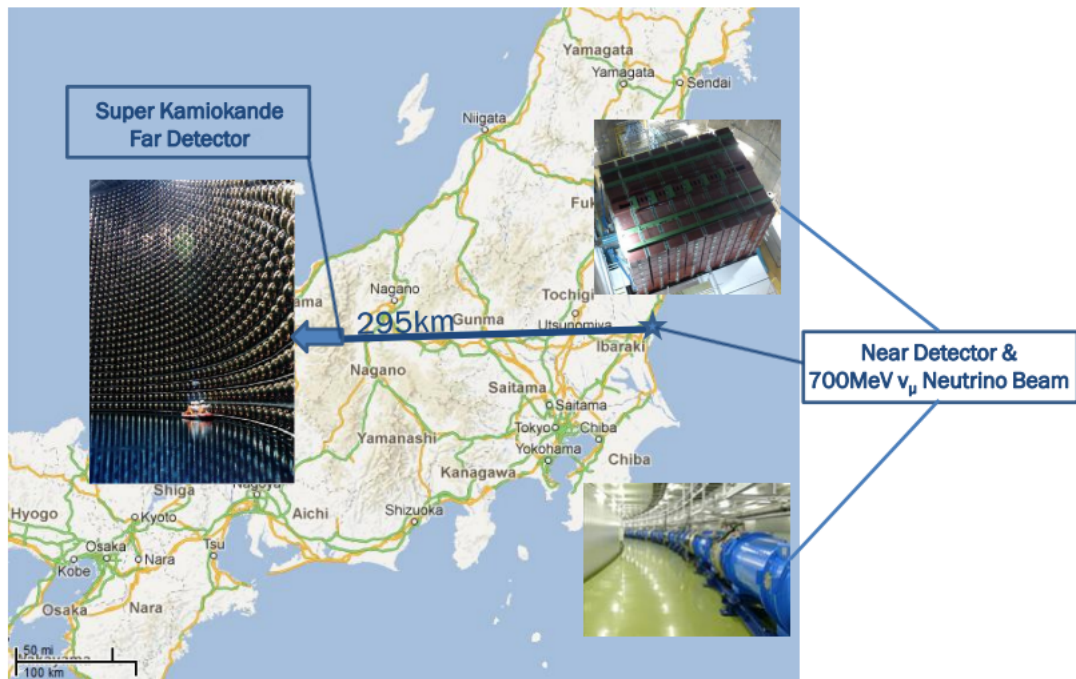 Yamagata
Yamagata
Sendai
Super Kamiokande
Far Detector
Niigata
Fuk
Nagano
ama
Tochigi
295km
Gunma
Utsunomiya
Ibaraki
Near Detector &
700MeV νμ Neutrino Beam
Nagano
Saitama
Saitama
Yamanashi
Tokyo
Chiba
Yokohama
Kanagawa
Chiba
Shiga
Nagoya
Hyogo
Kyoto
Aichi
Shizuoka
Osaka
Nara
Tsu
Kobe
Osaka
Nara
50 mi
100 km